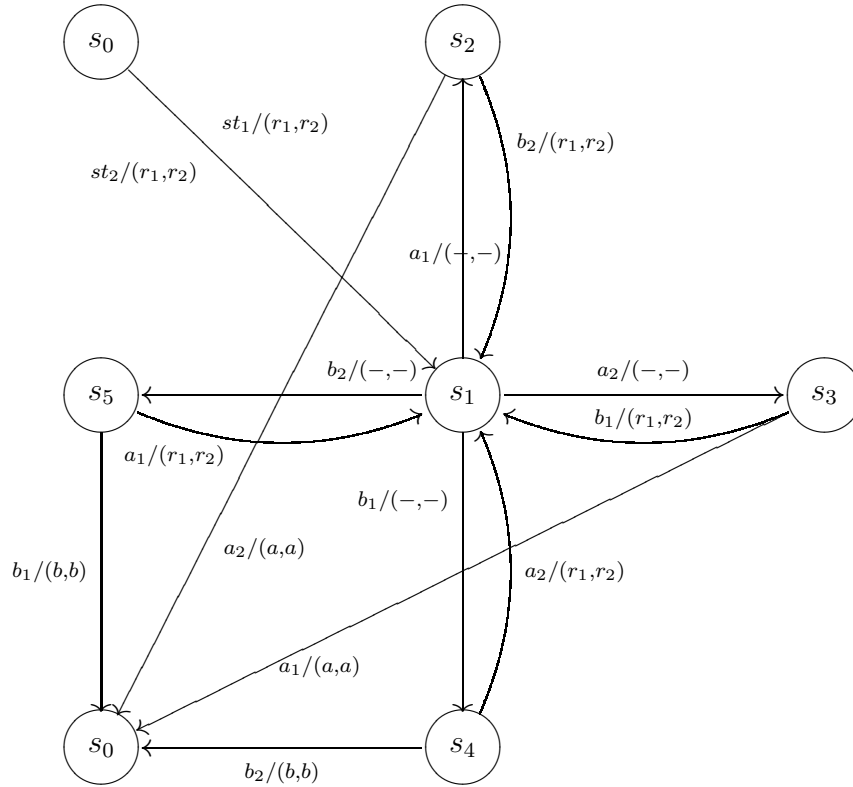 s₀
s₂
st₁/(r₁,r₂)
b₂/(r₁,r₂)
st₂/(r₁,r₂)
a₁/(−,−)
b₂/(−,−)
a₂/(−,−)
s₅
s₁
s₃
b₁/(r₁,r₂)
a₁/(r₁,r₂)
b₁/(−,−)
a₂/(a,a)
b₁/(b,b)
a₂/(r₁,r₂)
a₁/(a,a)
s₀
s₄
b₂/(b,b)